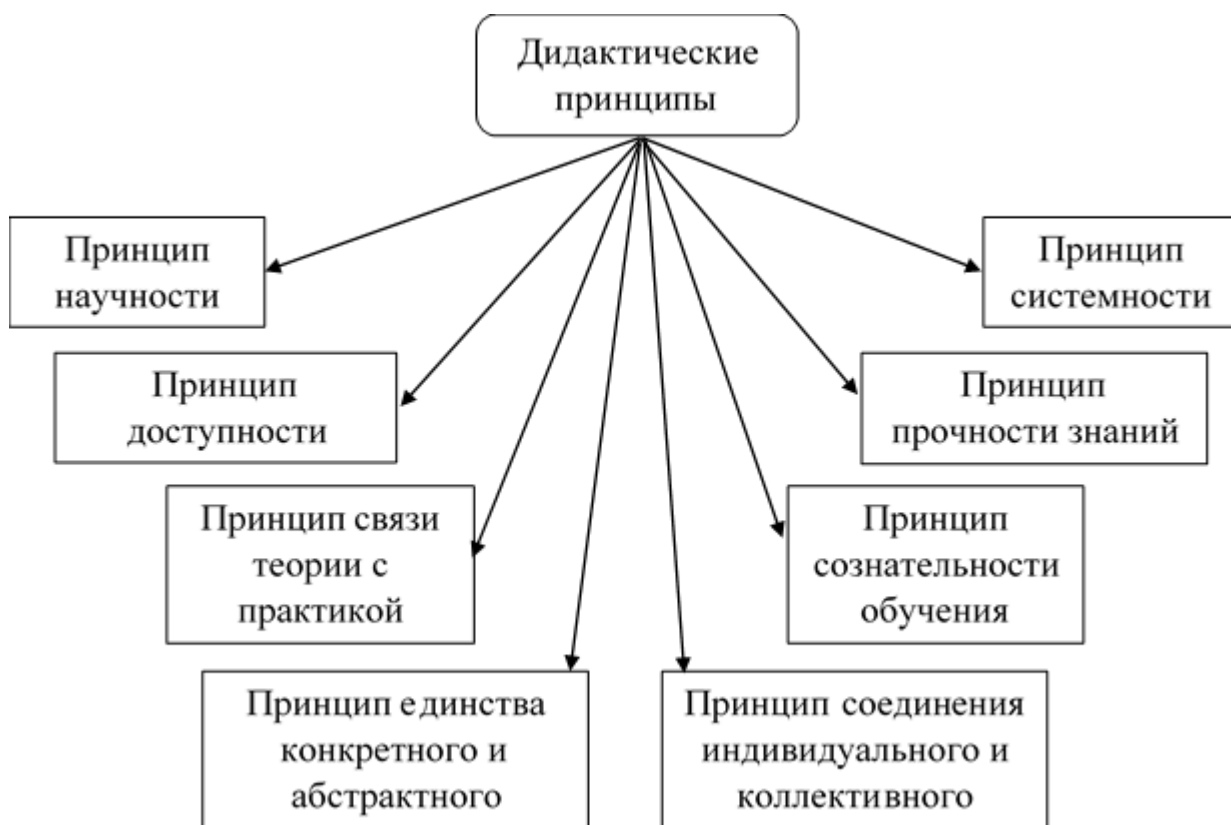 Дидактические
принципы
Принцип
научности
Принцип
системности
Принцип
доступности
Принцип
прочности знаний
Принцип связи
теории с
практикой
Принцип
сознательности
обучения
Принцип единства
конкретного и
абстрактного
Принцип соединения
индивидуального и
коллективного